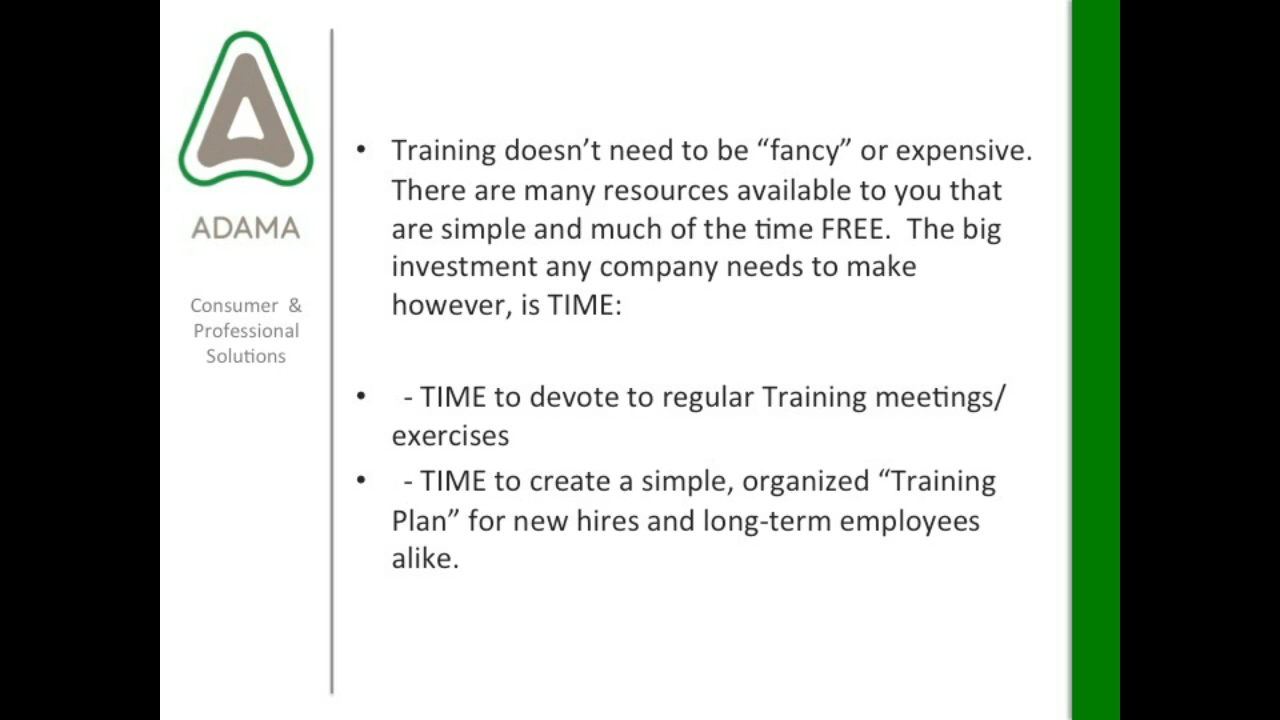 ADAMA
Consumer &
Professional
Solutions
• Training doesn’t need to be “fancy” or expensive.
There are many resources available to you that
are simple and much of the time FREE.  The big
investment any company needs to make
however, is TIME:
•  - TIME to devote to regular Training meetings/
exercises
•  - TIME to create a simple, organized “Training
Plan” for new hires and long-term employees
alike.